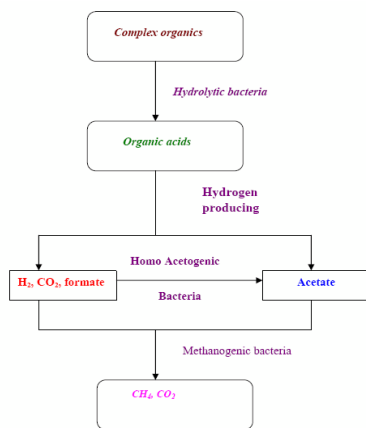 Complex organics
Hydrolytic bacteria
Organic acids
Hydrogen
producing
Homo Acetogenic
H₂, CO₂, formate
Acetate
Bacteria
Methanogenic bacteria
CH₄, CO₂